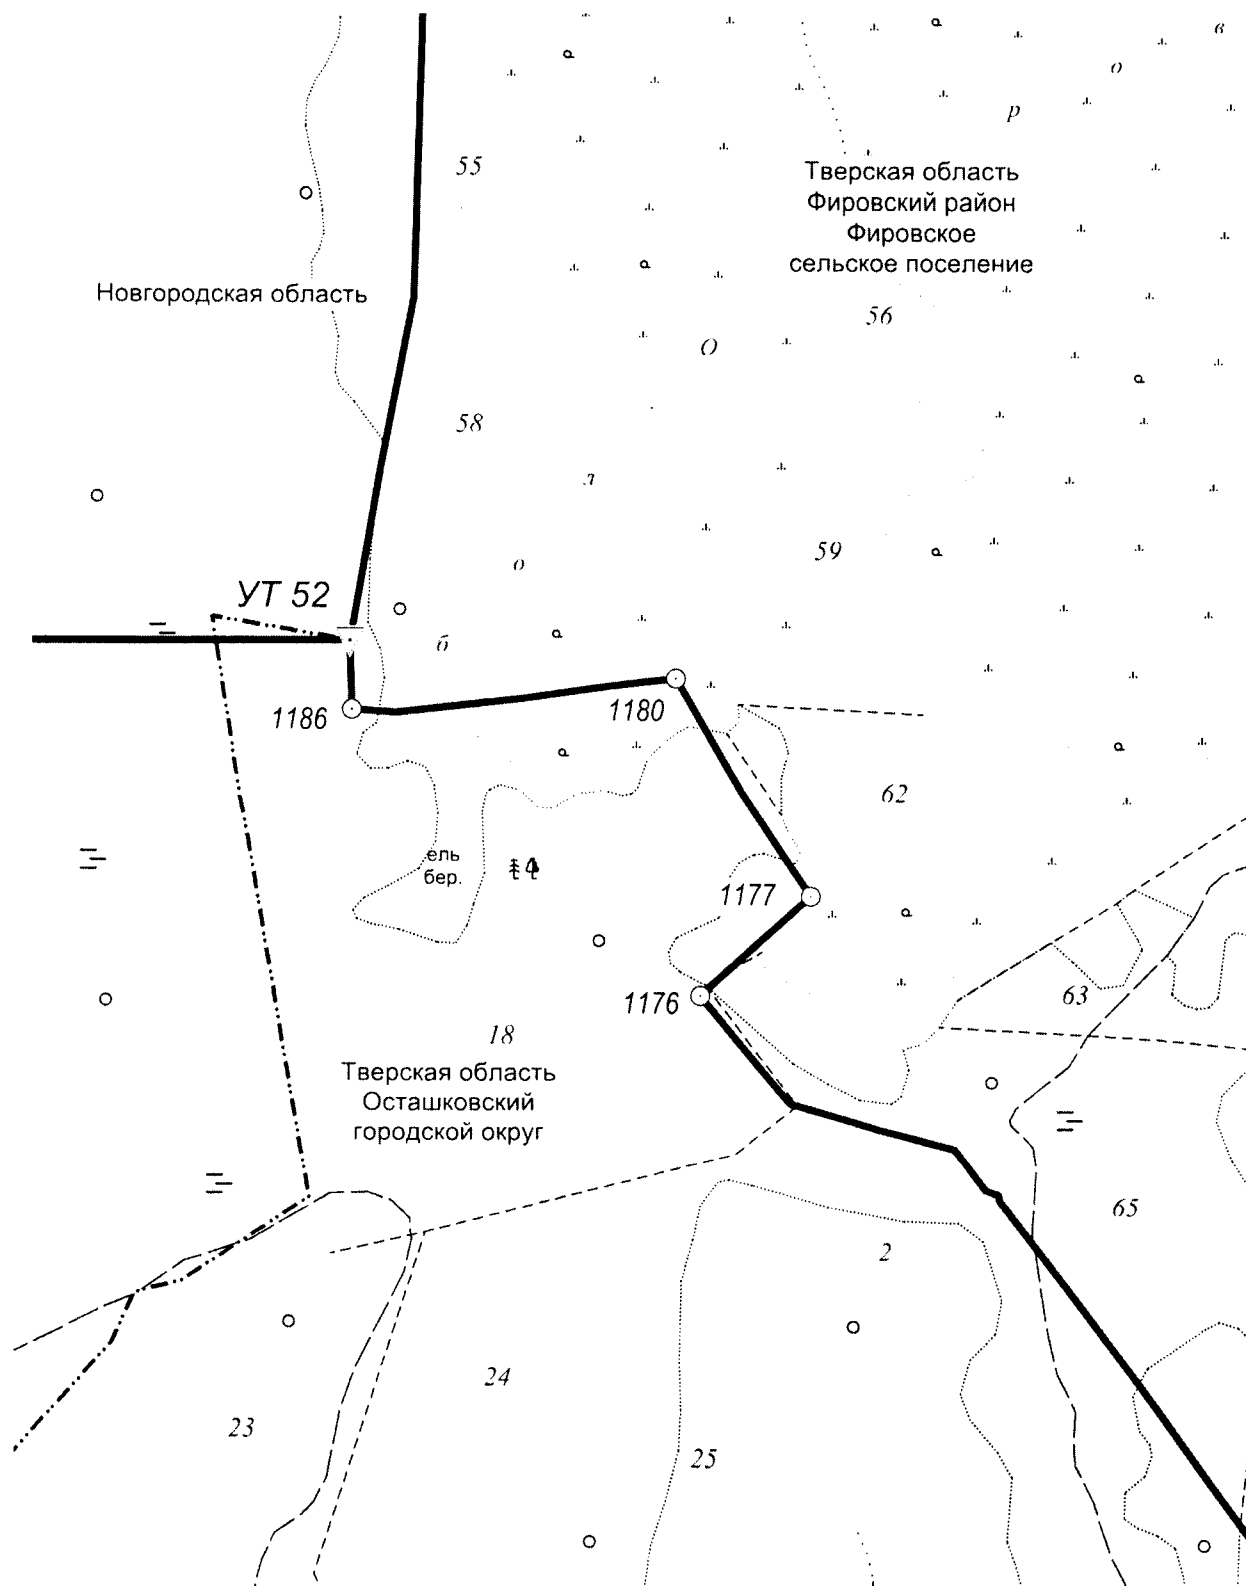 в
о
р
55
Тверская область
Фировский район
Фировское
сельское поселение
Новгородская область
56
О
58
л
59
о
УТ 52
б
1186
1180
62
ель
бер.
1177
1176
63
18
Тверская область
Осташковский
городской округ
65
2
24
23
25